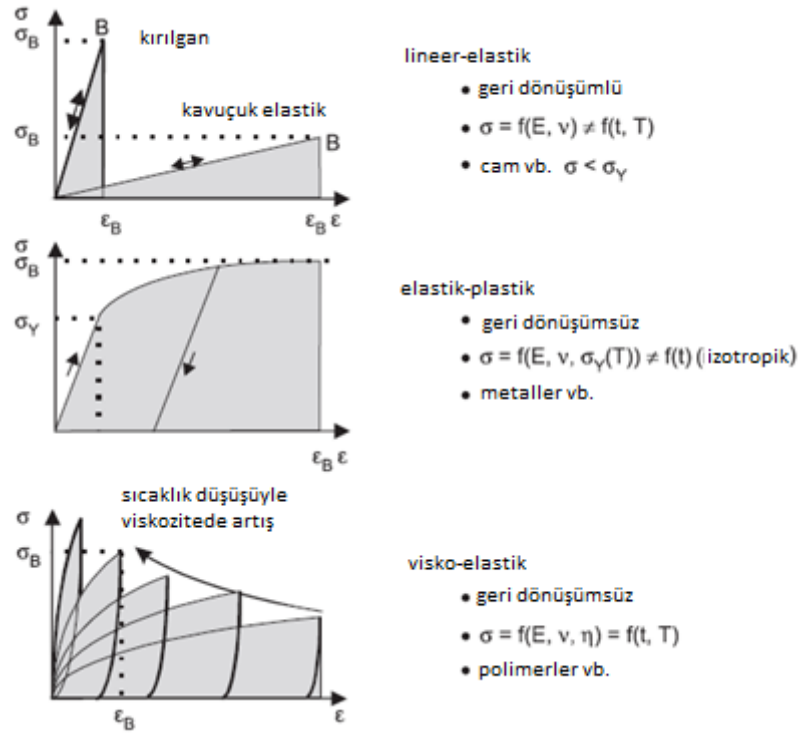 σ
σB
B
kırılgan
kavuçuk elastik
σB
B
εB
εB ε
lineer-elastik
• geri dönüşümlü
• σ = f(E, ν) ≠ f(t, T)
• cam vb. σ < σY
σ
σB
σY
εB ε
elastik-plastik
• geri dönüşümsüz
• σ = f(E, ν, σY(T)) ≠ f(t) (izotropik)
• metaller vb.
sıcaklık düşüşüyle
viskozitede artış
σ
σB
εB
ε
visko-elastik
• geri dönüşümsüz
• σ = f(E, ν, η) = f(t, T)
• polimerler vb.